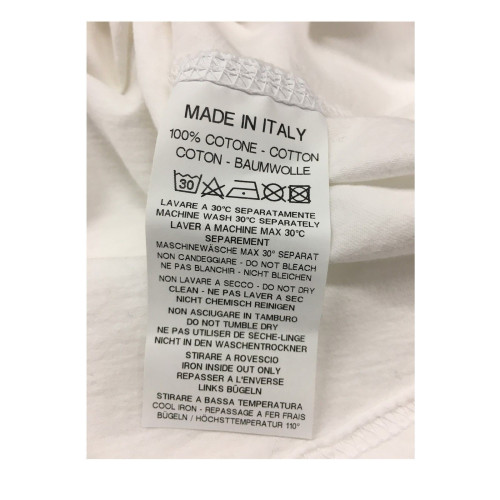 MADE IN ITALY
100% COTONE - COTTON
COTON - BAUMWOLLE
30
LAVARE A 30°C SEPARATAMENTE
MACHINE WASH 30°C SEPARATELY
LAVER A MACHINE MAX 30°C
SEPAREMENT
MASCHINENWÄSCHE MAX 30° SEPARAT
NON CANDEGGIARE - DO NOT BLEACH
NE PAS BLANCHIR - NICHT BLEICHEN
NON LAVARE A SECCO - DO NOT DRY
CLEAN - NE PAS LAVER A SEC
NICHT CHEMISCH REINIGEN
NON ASCIUGARE IN TAMBURO
DO NOT TUMBLE DRY
NE PAS UTILISER DE SÈCHE-LINGE
NICHT IN DEN WASCHENTROCKNER
STIRARE A ROVESCIO
IRON INSIDE OUT ONLY
REPASSER A L'ENVERSE
LINKS BÜGELN
STIRARE A BASSA TEMPERATURA
COOL IRON - REPASSAGE A FER FRAIS
BÜGELN / HÖCHSTTEMPERATUR 110°